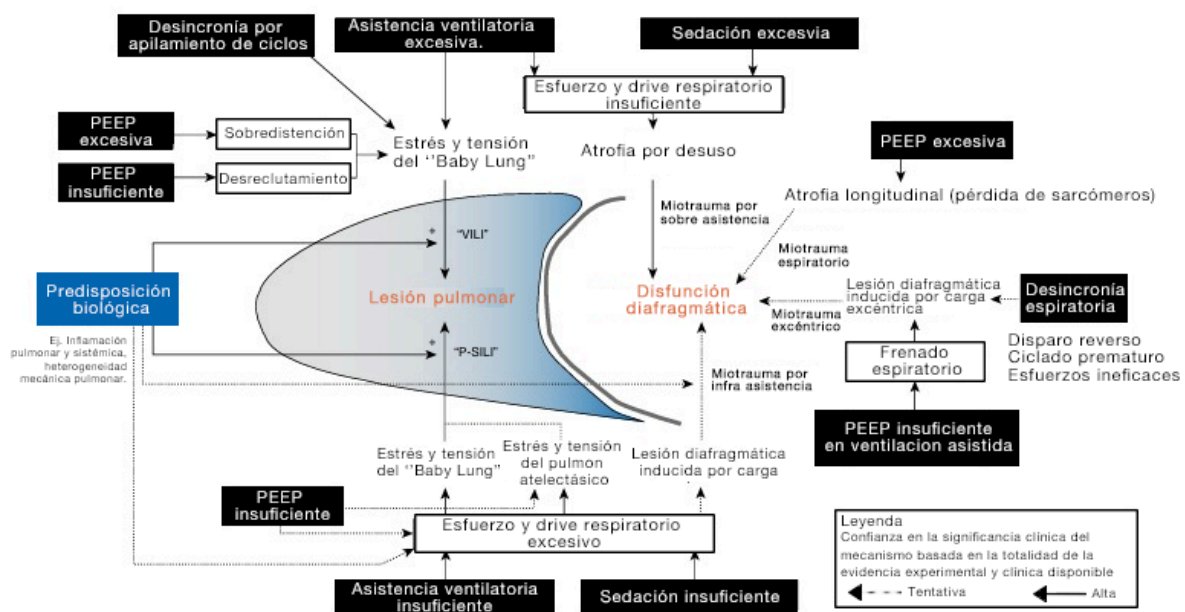 Desincronía por
apilamiento de ciclos
Asistencia ventilatoria
excesiva.
Sedación excesvia
Esfuerzo y drive respiratorio
insuficiente
PEEP
excesiva
Sobredistención
PEEP
insuficiente
Desreclutamiento
Estrés y tensión
del ‘‘Baby Lung”
Atrofia por desuso
PEEP excesiva
Atrofia longitudinal (pérdida de sarcómeros)
Miotrauma por
sobre asistencia
+
“VILI”
Miotrauma
espiratorio
Predisposición
biológica
Lesión pulmonar
Disfunción
diafragmática
Miotrauma
excéntrico
Lesión diafragmática
inducida por carga
excéntrica
Desincronía
espiratoria
Ej. Inflamación
pulmonar y sistémica,
heterogeneidad
mecánica pulmonar.
+
“P-SILI”
Miotrauma por
infra asistencia
Frenado
espiratorio
Disparo reverso
Ciclado prematuro
Esfuerzos ineficaces
PEEP insuficiente
en ventilacion asistida
Estrés y tensión
del ‘‘Baby Lung”
Estrés y tensión
del pulmon
atelectásico
Lesión diafragmática
inducida por carga
PEEP
insuficiente
Esfuerzo y drive respiratorio
excesivo
Asistencia ventilatoria
insuficiente
Sedación insuficiente
Leyenda
Confianza en la significancia clínica del
mecanismo basada en la totalidad de la
evidencia experimental y clínica disponible
Tentativa
Alta